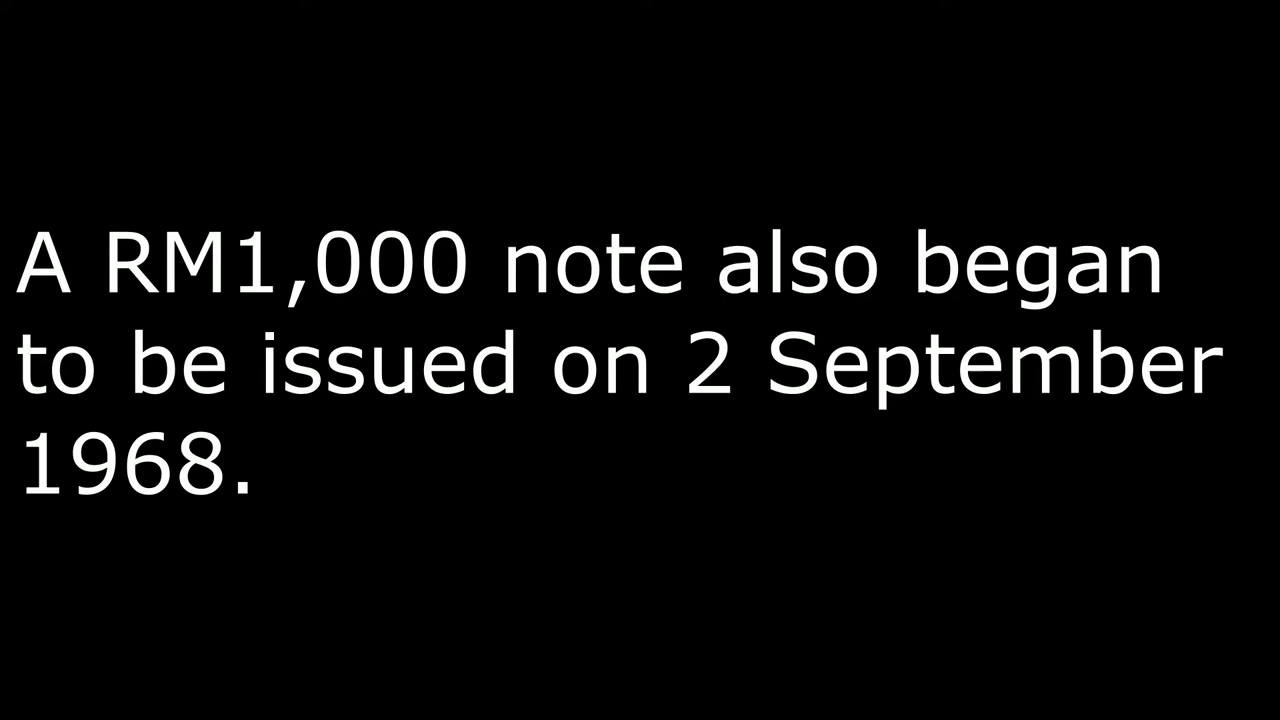 A RM1,000 note also began
to be issued on 2 September
1968.